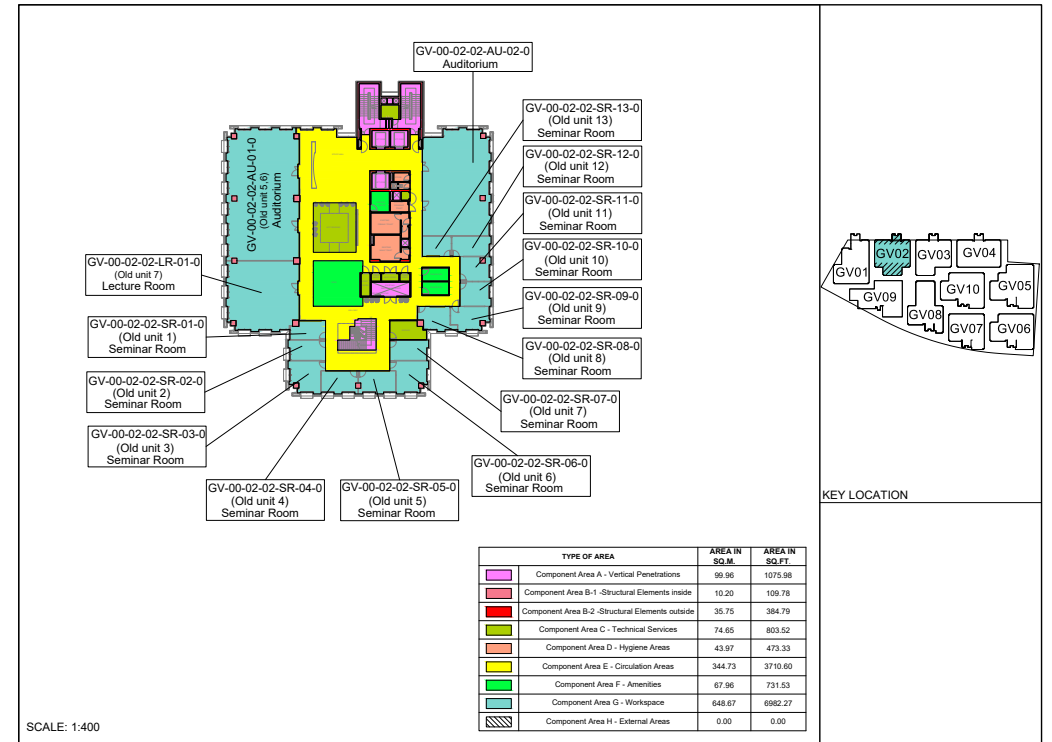 GV-00-02-02-AU-02-0
Auditorium
GV-00-02-02-SR-13-0
(Old unit 13)
Seminar Room
GV-00-02-02-SR-12-0
(Old unit 12)
Seminar Room
GV-00-02-02-SR-11-0
(Old unit 11)
Seminar Room
GV-00-02-02-SR-10-0
(Old unit 10)
Seminar Room
GV-00-02-02-SR-09-0
(Old unit 9)
Seminar Room
GV-00-02-02-SR-08-0
(Old unit 8)
Seminar Room
GV-00-02-02-SR-07-0
(Old unit 7)
Seminar Room
GV-00-02-02-SR-06-0
(Old unit 6)
Seminar Room
GV-00-02-02-SR-05-0
(Old unit 5)
Seminar Room
GV-00-02-02-SR-04-0
(Old unit 4)
Seminar Room
GV-00-02-02-SR-03-0
(Old unit 3)
Seminar Room
GV-00-02-02-SR-02-0
(Old unit 2)
Seminar Room
GV-00-02-02-SR-01-0
(Old unit 1)
Seminar Room
GV-00-02-02-LR-01-0
(Old unit 7)
Lecture Room
GV-00-02-02-AU-01-0
(Old unit 5,6)
Auditorium
GV01
GV02
GV03
GV04
GV05
GV06
GV07
GV08
GV09
GV10
KEY LOCATION
TYPE OF AREA AREA IN SQ.M. AREA IN SQ.FT.
Component Area A - Vertical Penetrations 99.96 1075.98
Component Area B-1 -Structural Elements inside 10.20 109.78
Component Area B-2 -Structural Elements outside 35.75 384.79
Component Area C - Technical Services 74.65 803.52
Component Area D - Hygiene Areas 43.97 473.33
Component Area E - Circulation Areas 344.73 3710.60
Component Area F - Amenities 67.96 731.53
Component Area G - Workspace 648.67 6982.27
Component Area H - External Areas 0.00 0.00
SCALE: 1:400